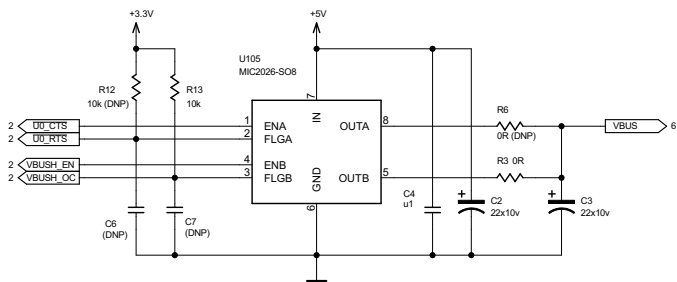 +3.3V
+5V
U105
MIC2026-SO8
R12
10k (DNP)
R13
10k
7
IN
R6
0R (DNP)
2 U0_CTS
1 ENA
OUTA 8
VBUS 6
2 U0_RTS
2 FLGA
2 VBUSH_EN
4 ENB
R3 0R
2 VBUSH_OC
3 FLGB
OUTB 5
GND
6
C4
u1
C6
(DNP)
C7
(DNP)
+
C2
22x10v
+
C3
22x10v